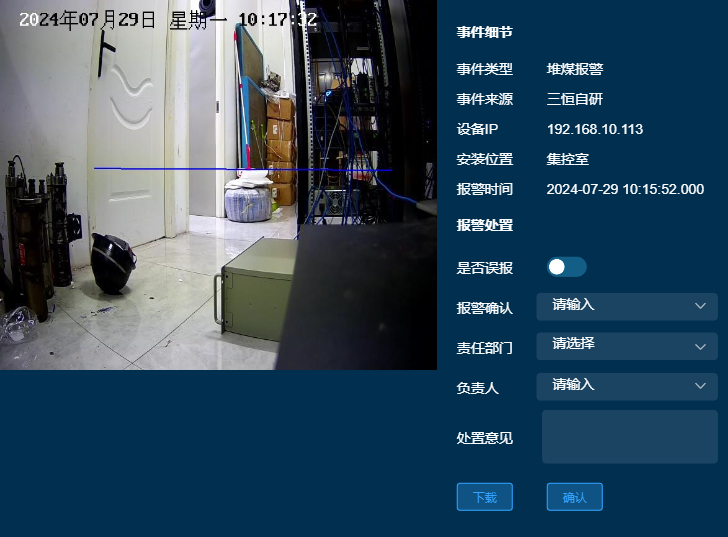 2024年07月29日 星期一 10:17:32
事件细节
事件类型 堆煤报警
事件来源 三恒自研
设备IP 192.168.10.113
安装位置 集控室
报警时间 2024-07-29 10:15:52.000
报警处置
是否误报
报警确认 请输入
责任部门 请选择
负责人 请输入
处置意见
下载 确认